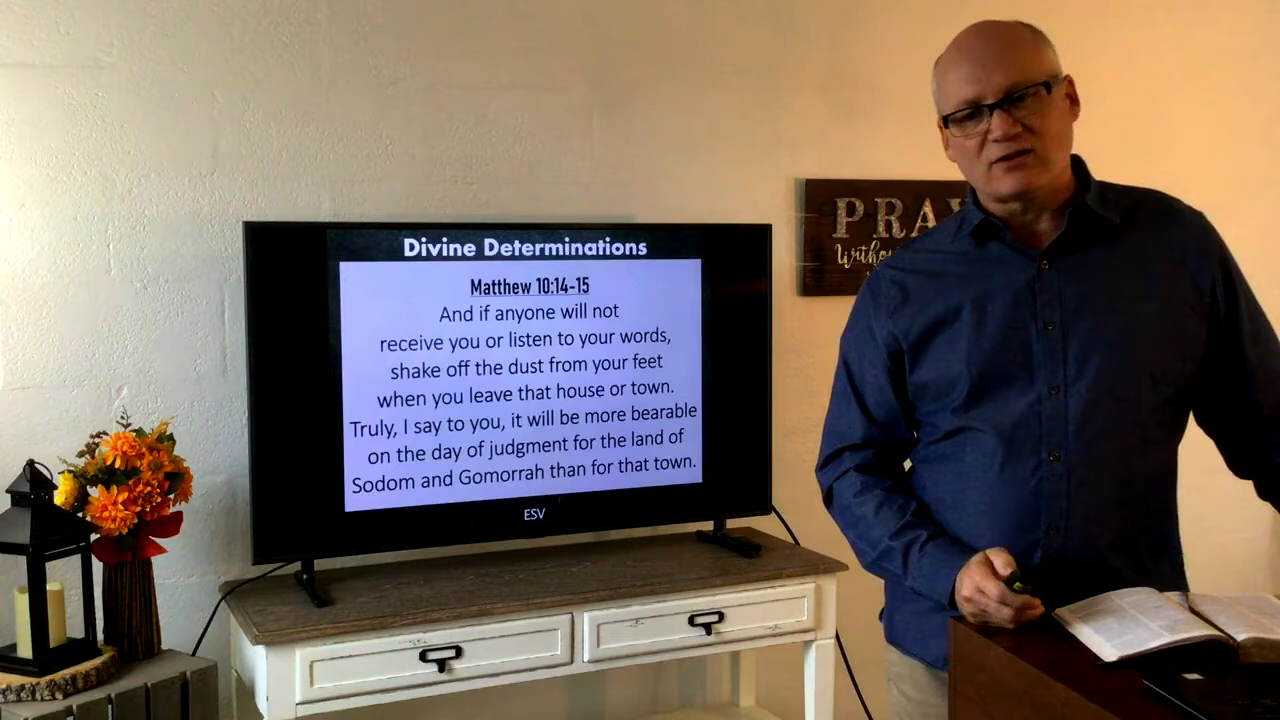 Divine Determinations
Matthew 10:14-15
And if anyone will not
receive you or listen to your words,
shake off the dust from your feet
when you leave that house or town.
Truly, I say to you, it will be more bearable
on the day of judgment for the land of
Sodom and Gomorrah than for that town.
ESV
PRAY